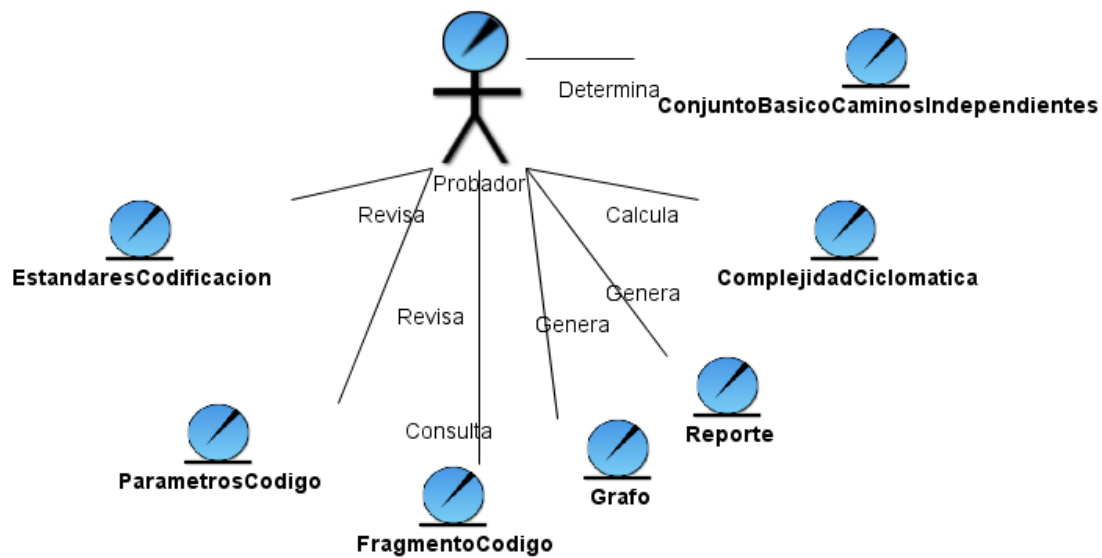 Determina
ConjuntoBasicoCaminosIndependientes
Probador
Revisa
Calcula
EstandaresCodificacion
ComplejidadCiclomatica
Genera
Revisa
Genera
Consulta
Reporte
ParametrosCodigo
Grafo
FragmentoCodigo